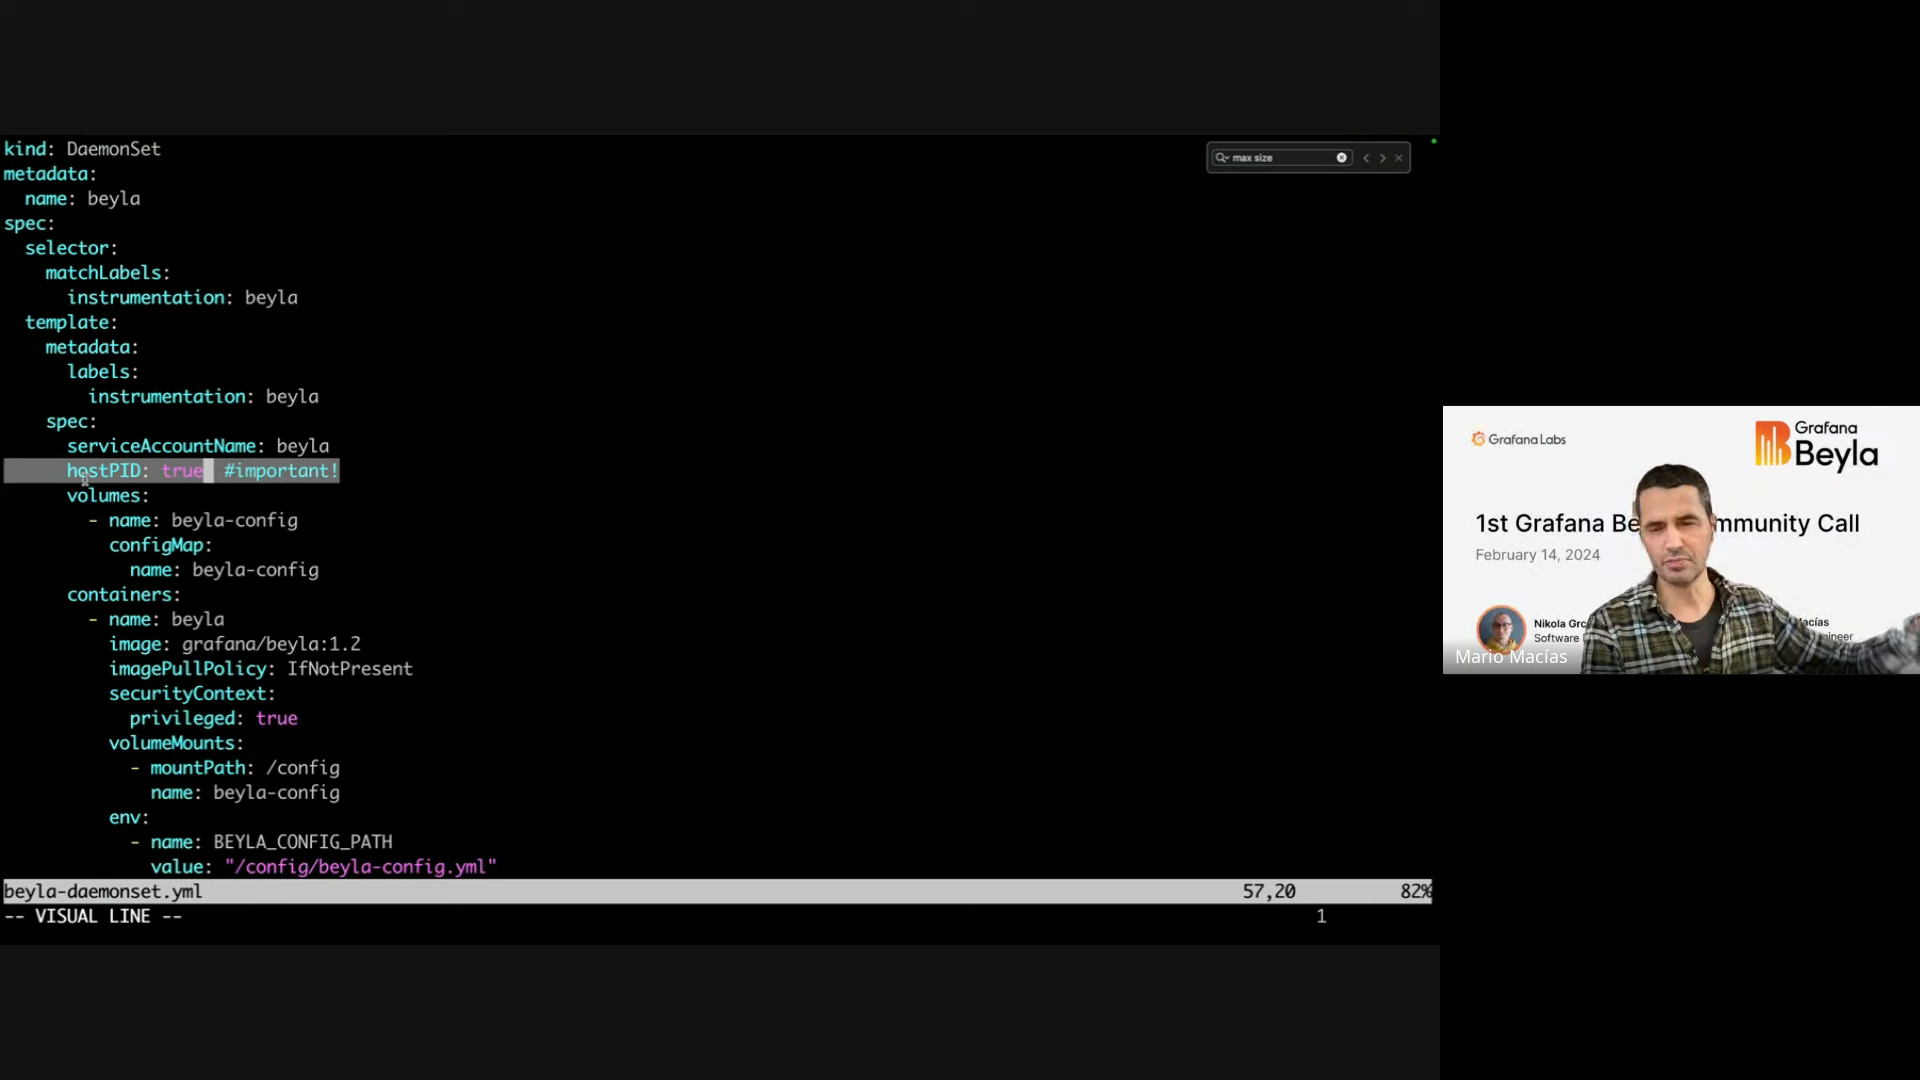 kind: DaemonSet
metadata:
  name: beyla
spec:
  selector:
    matchLabels:
      instrumentation: beyla
  template:
    metadata:
      labels:
        instrumentation: beyla
    spec:
      serviceAccountName: beyla
      hostPID: true  #important!
      volumes:
        - name: beyla-config
          configMap:
            name: beyla-config
      containers:
        - name: beyla
          image: grafana/beyla:1.2
          imagePullPolicy: IfNotPresent
          securityContext:
            privileged: true
          volumeMounts:
            - mountPath: /config
              name: beyla-config
          env:
            - name: BEYLA_CONFIG_PATH
              value: "/config/beyla-config.yml"
beyla-daemonset.yml 57,20 82%
-- VISUAL LINE -- 1
max size
Grafana Labs
Grafana
Beyla
1st Grafana Be mmunity Call
February 14, 2024
Nikola Grc
Software
acías
ineer
Mario Macías